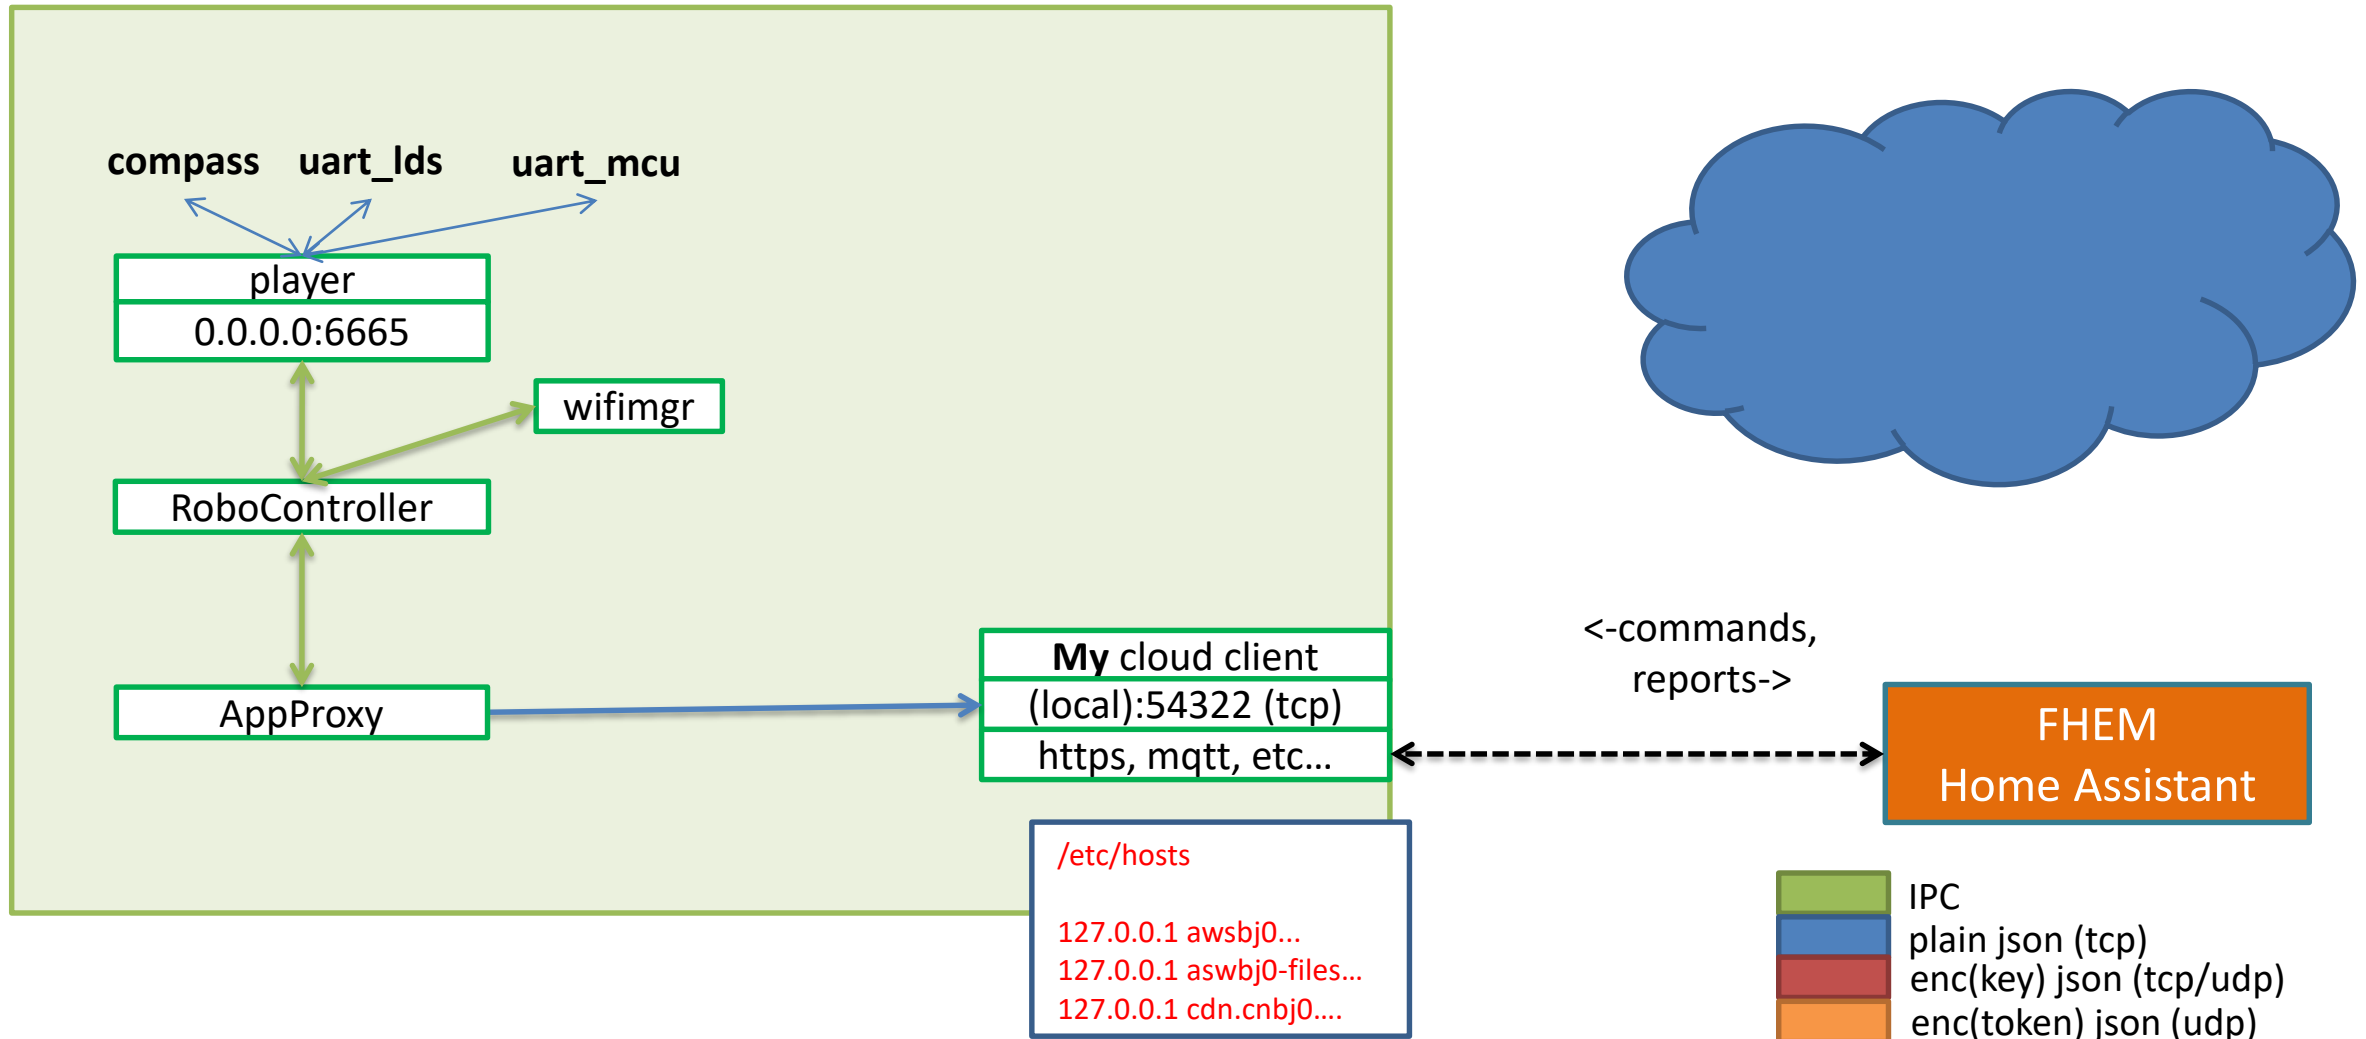 compass uart_lds uart_mcu
player
0.0.0.0:6665
wifimgr
RoboController
AppProxy
My cloud client
(local):54322 (tcp)
https, mqtt, etc...
<-commands,
reports->
FHEM
Home Assistant
/etc/hosts
127.0.0.1 awsbj0...
127.0.0.1 aswbj0-files...
127.0.0.1 cdn.cnbj0....
IPC
plain json (tcp)
enc(key) json (tcp/udp)
enc(token) json (udp)